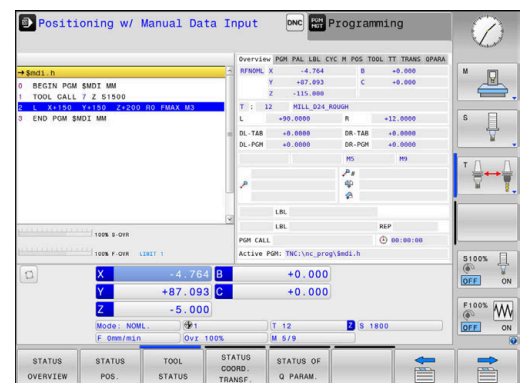 Positioning w/ Manual Data Input
DNC
PGM MGT
Programming
→$mdi.h
0 BEGIN PGM $MDI MM
1 TOOL CALL 7 Z S1500
2 L X+150 Y+150 Z+200 R0 FMAX M3
3 END PGM $MDI MM
100% S-OVR
100% F-OVR LIMIT 1
Overview PGM PAL LBL CYC M POS TOOL TT TRANS QPARA
RFNOML X -4.764 B +0.000
Y +87.093 C +0.000
Z -115.000
T : 12 MILL_D24_ROUGH
L +90.0000 R +12.0000
DL-TAB +0.0000 DR-TAB +0.0000
DL-PGM +0.0000 DR-PGM +0.0000
M5 M9
P #
LBL
LBL REP
PGM CALL 00:00:00
Active PGM: TNC:\nc_prog\$mdi.h
X -4.764 B +0.000
Y +87.093 C +0.000
Z -5.000
Mode: NOML. 1 T 12 Z S 1800
F 0mm/min Ovr 100% M 5/9
STATUS OVERVIEW
STATUS POS.
TOOL STATUS
STATUS COORD. TRANSF.
STATUS OF Q PARAM.
M
S
T
S100%
OFF ON
F100%
OFF ON